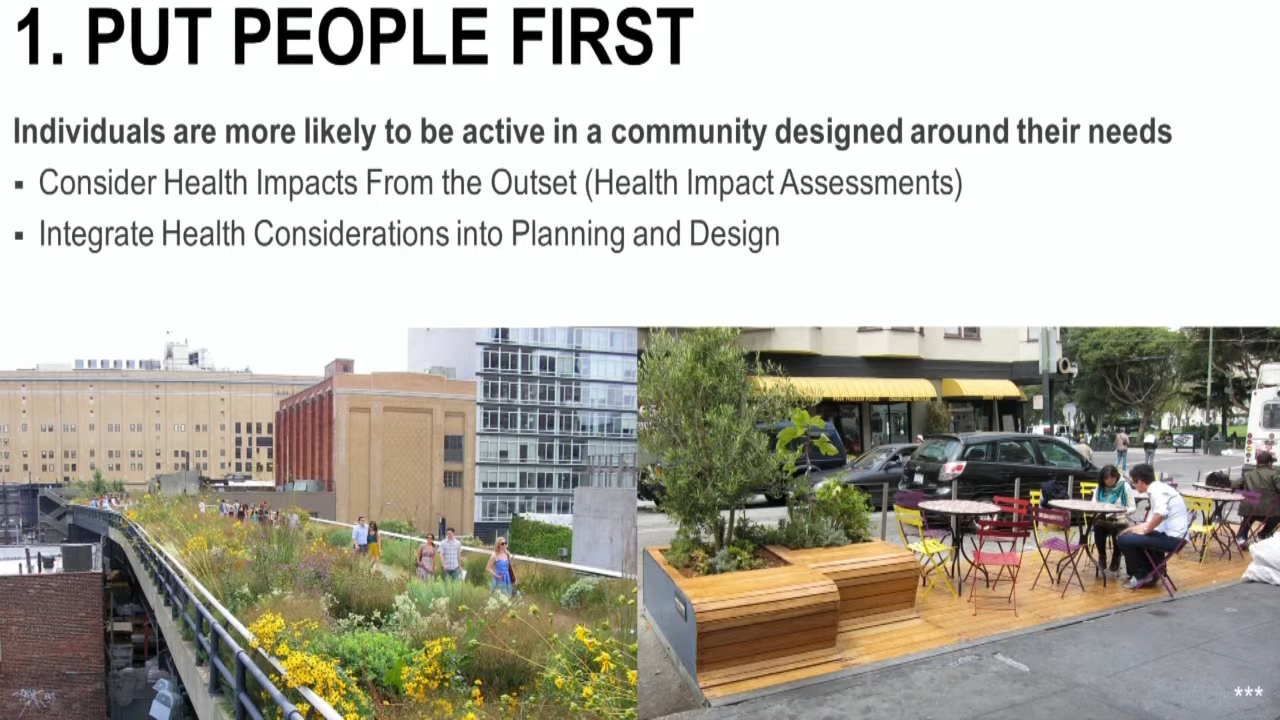 1. PUT PEOPLE FIRST
Individuals are more likely to be active in a community designed around their needs
▪ Consider Health Impacts From the Outset (Health Impact Assessments)
▪ Integrate Health Considerations into Planning and Design
***